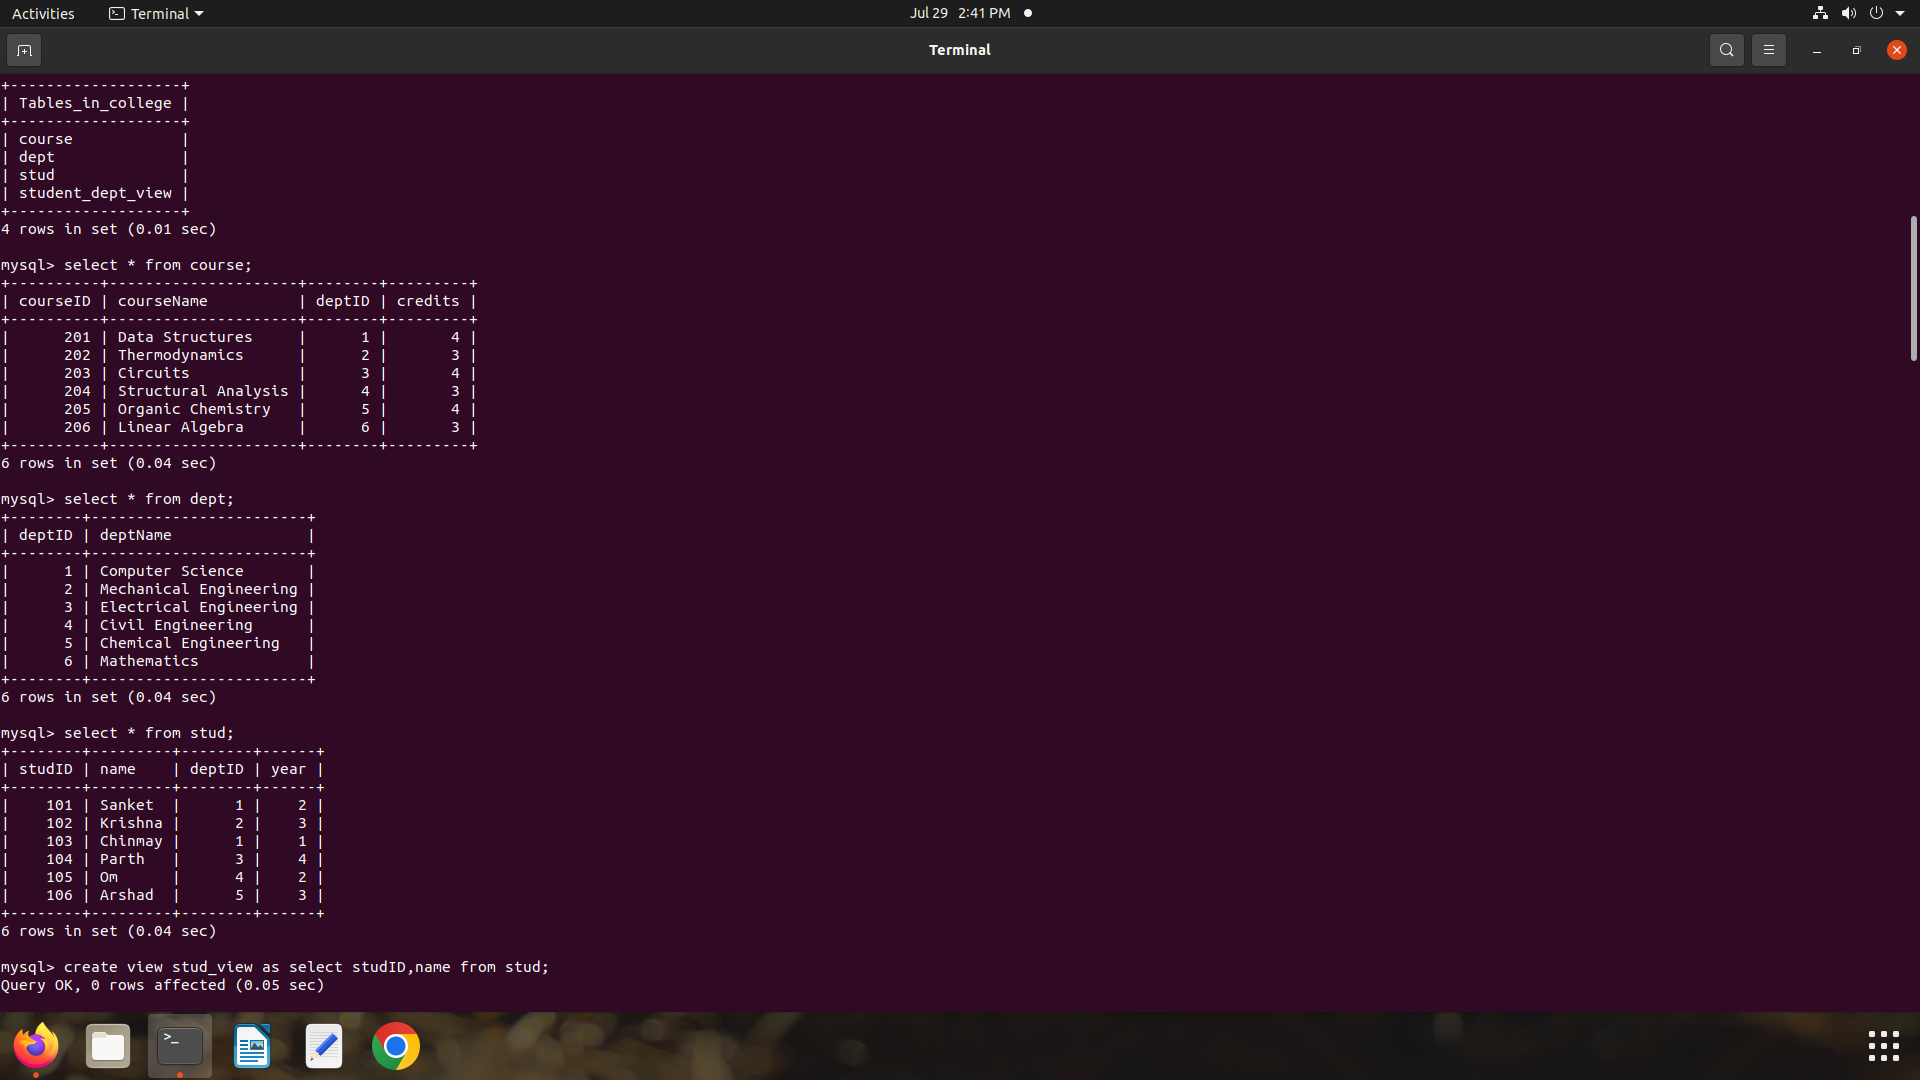 Activities Terminal Jul 29 2:41 PM
Terminal
+-------------------+
| Tables_in_college |
+-------------------+
| course            |
| dept              |
| stud              |
| student_dept_view |
+-------------------+
4 rows in set (0.01 sec)

mysql> select * from course;
+----------+---------------------+--------+---------+
| courseID | courseName          | deptID | credits |
+----------+---------------------+--------+---------+
|      201 | Data Structures     |      1 |       4 |
|      202 | Thermodynamics      |      2 |       3 |
|      203 | Circuits            |      3 |       4 |
|      204 | Structural Analysis |      4 |       3 |
|      205 | Organic Chemistry   |      5 |       4 |
|      206 | Linear Algebra      |      6 |       3 |
+----------+---------------------+--------+---------+
6 rows in set (0.04 sec)

mysql> select * from dept;
+--------+------------------------+
| deptID | deptName               |
+--------+------------------------+
|      1 | Computer Science       |
|      2 | Mechanical Engineering |
|      3 | Electrical Engineering |
|      4 | Civil Engineering      |
|      5 | Chemical Engineering   |
|      6 | Mathematics            |
+--------+------------------------+
6 rows in set (0.04 sec)

mysql> select * from stud;
+--------+---------+--------+------+
| studID | name    | deptID | year |
+--------+---------+--------+------+
|    101 | Sanket  |      1 |    2 |
|    102 | Krishna |      2 |    3 |
|    103 | Chinmay |      1 |    1 |
|    104 | Parth   |      3 |    4 |
|    105 | Om      |      4 |    2 |
|    106 | Arshad  |      5 |    3 |
+--------+---------+--------+------+
6 rows in set (0.04 sec)

mysql> create view stud_view as select studID,name from stud;
Query OK, 0 rows affected (0.05 sec)